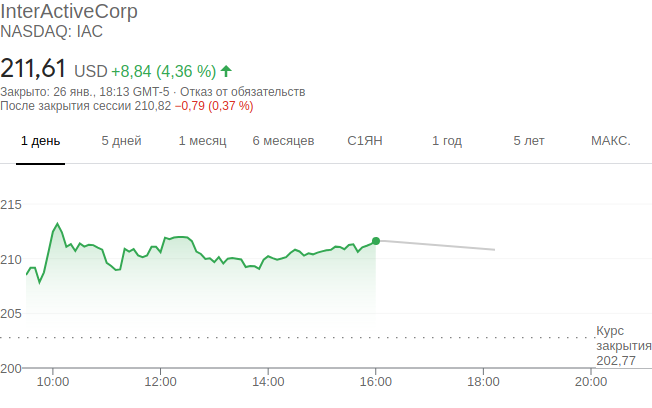 InterActiveCorp
NASDAQ: IAC
211,61 USD +8,84 (4,36 %)
Закрыто: 26 янв., 18:13 GMT-5 · Отказ от обязательств
После закрытия сессии 210,82 −0,79 (0,37 %)
1 день 5 дней 1 месяц 6 месяцев С1ЯН 1 год 5 лет МАКС.
215
210
205
Курс
закрытия
202,77
200
10:00 12:00 14:00 16:00 18:00 20:00